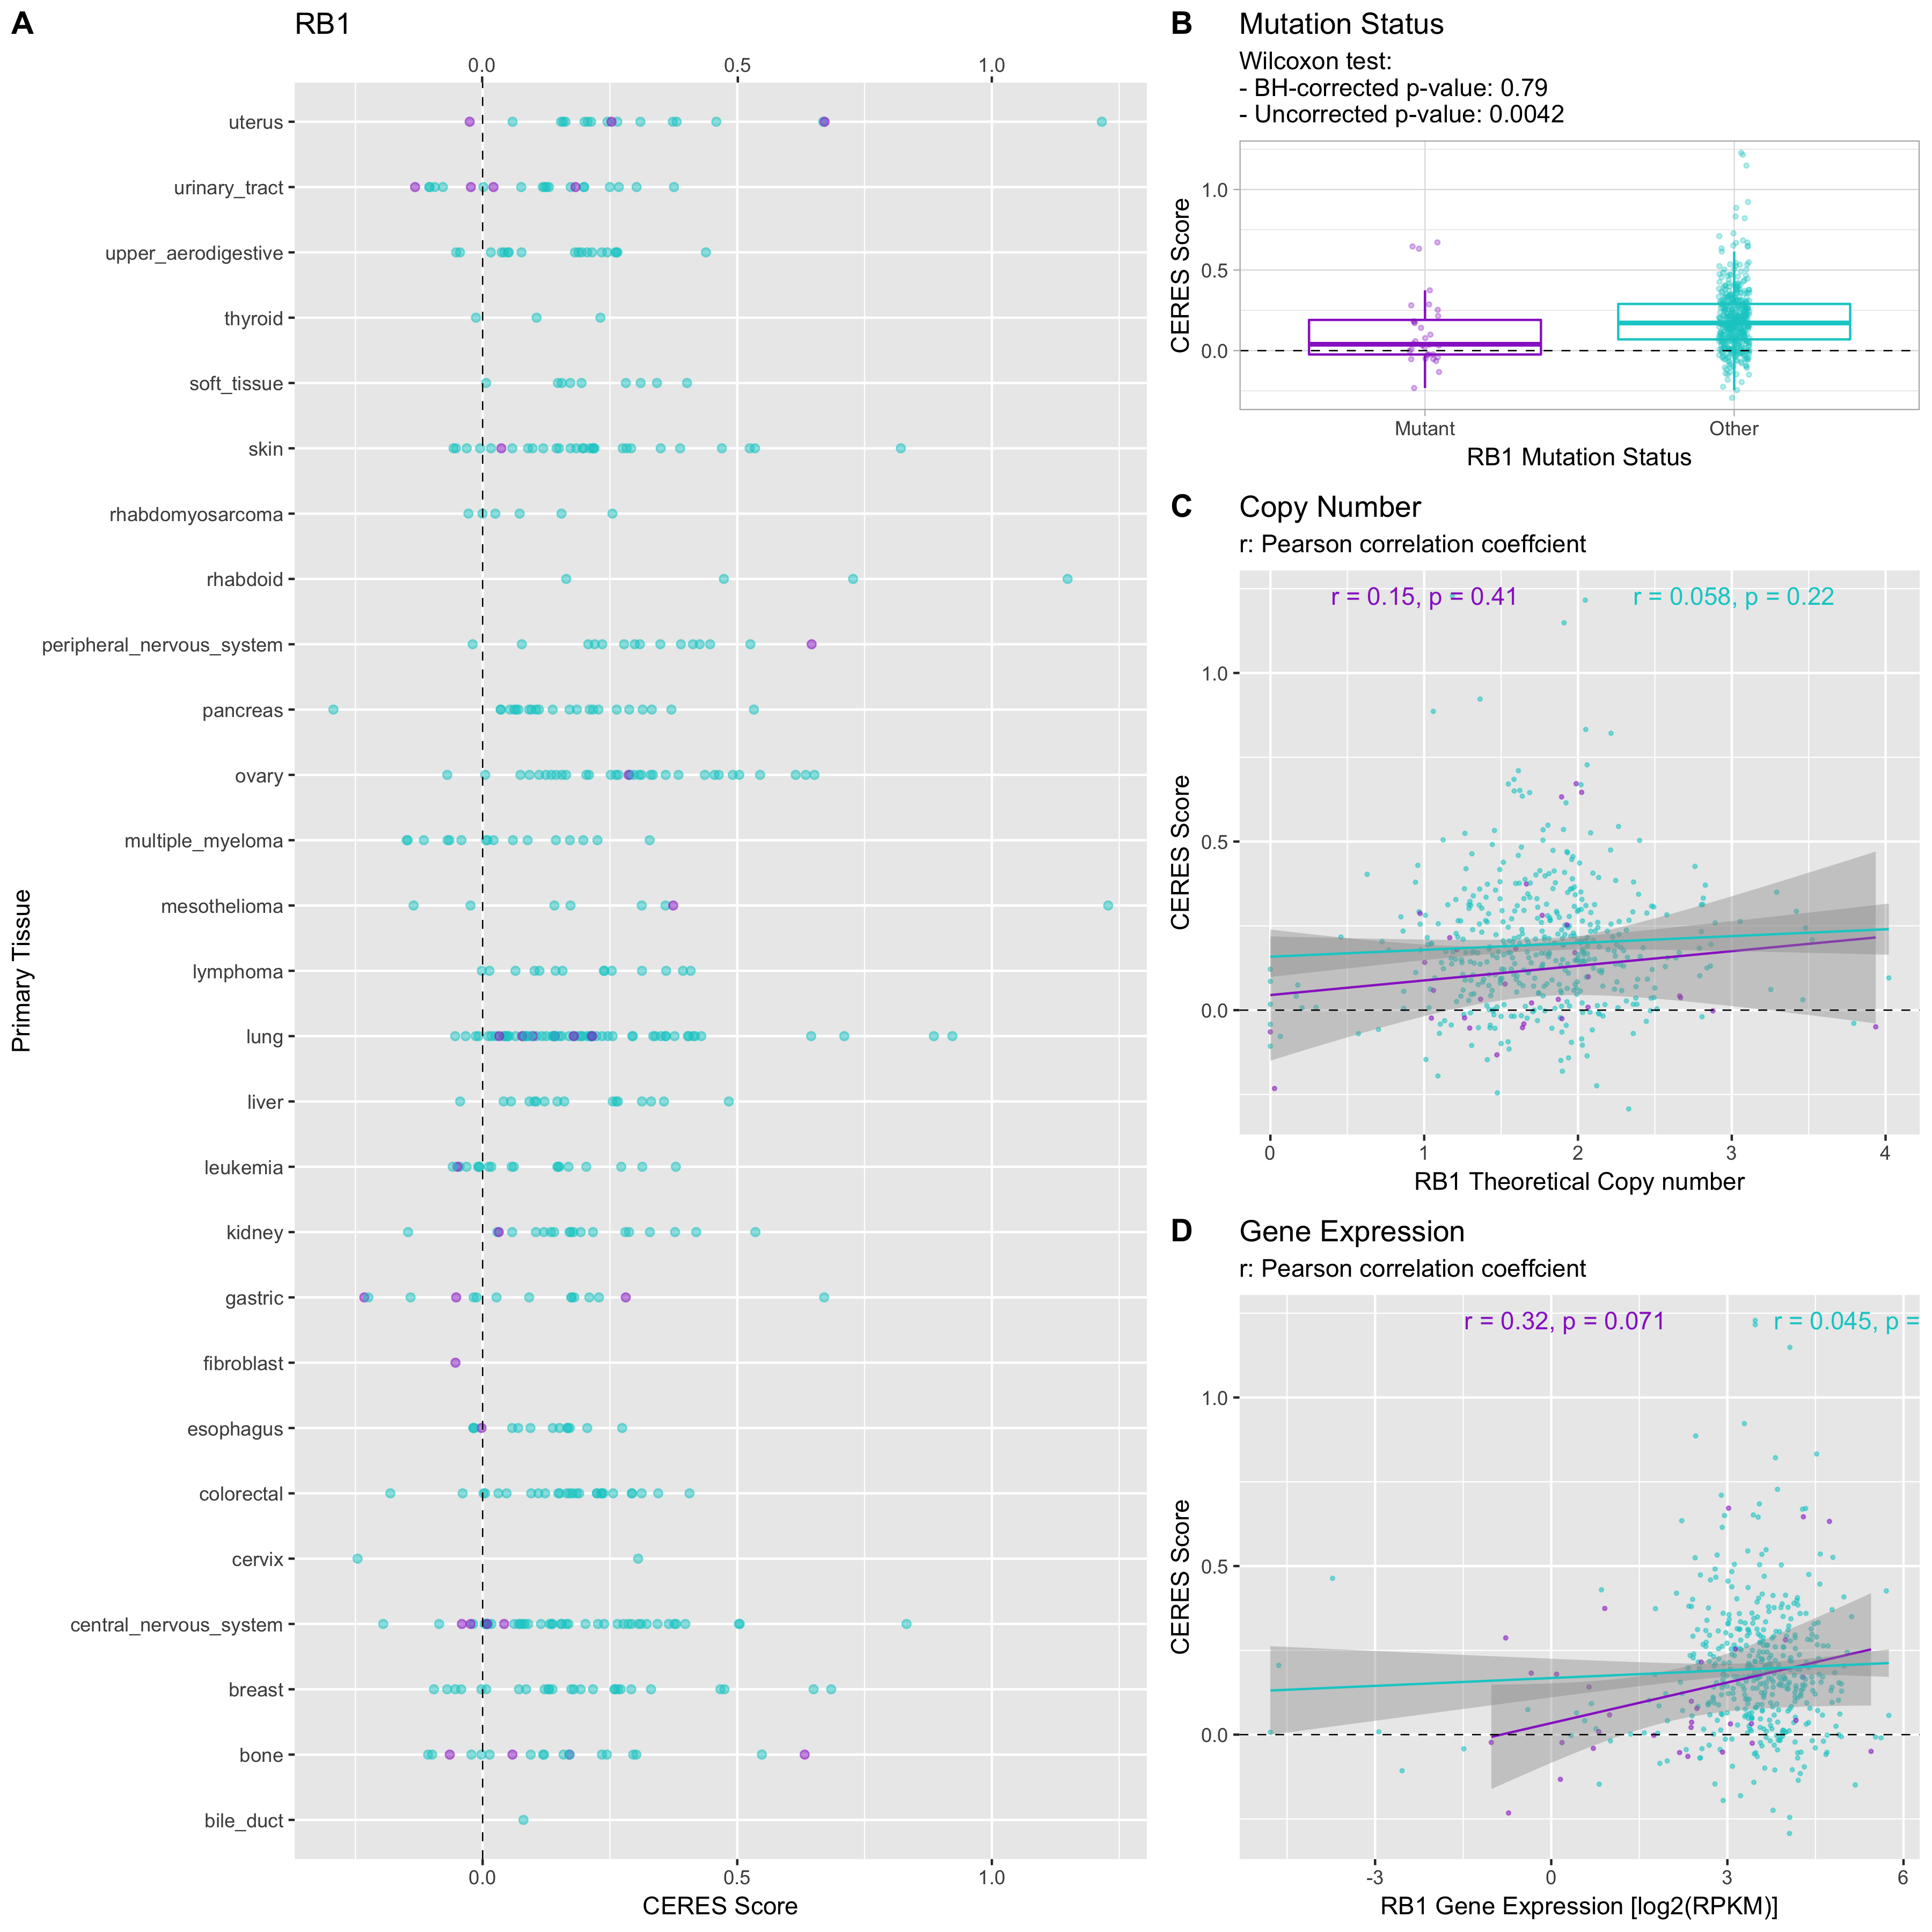 A
RB1
0.0 0.5 1.0
uterus
urinary_tract
upper_aerodigestive
thyroid
soft_tissue
skin
rhabdomyosarcoma
rhabdoid
peripheral_nervous_system
pancreas
ovary
multiple_myeloma
mesothelioma
lymphoma
lung
liver
leukemia
kidney
gastric
fibroblast
esophagus
colorectal
cervix
central_nervous_system
breast
bone
bile_duct
Primary Tissue
0.0 0.5 1.0
CERES Score
B
Mutation Status
Wilcoxon test:
- BH-corrected p-value: 0.79
- Uncorrected p-value: 0.0042
1.0
0.5
0.0
CERES Score
Mutant Other
RB1 Mutation Status
C
Copy Number
r: Pearson correlation coeffcient
r = 0.15, p = 0.41 r = 0.058, p = 0.22
1.0
0.5
0.0
CERES Score
0 1 2 3 4
RB1 Theoretical Copy number
D
Gene Expression
r: Pearson correlation coeffcient
r = 0.32, p = 0.071 r = 0.045, p =
1.0
0.5
0.0
CERES Score
-3 0 3 6
RB1 Gene Expression [log2(RPKM)]